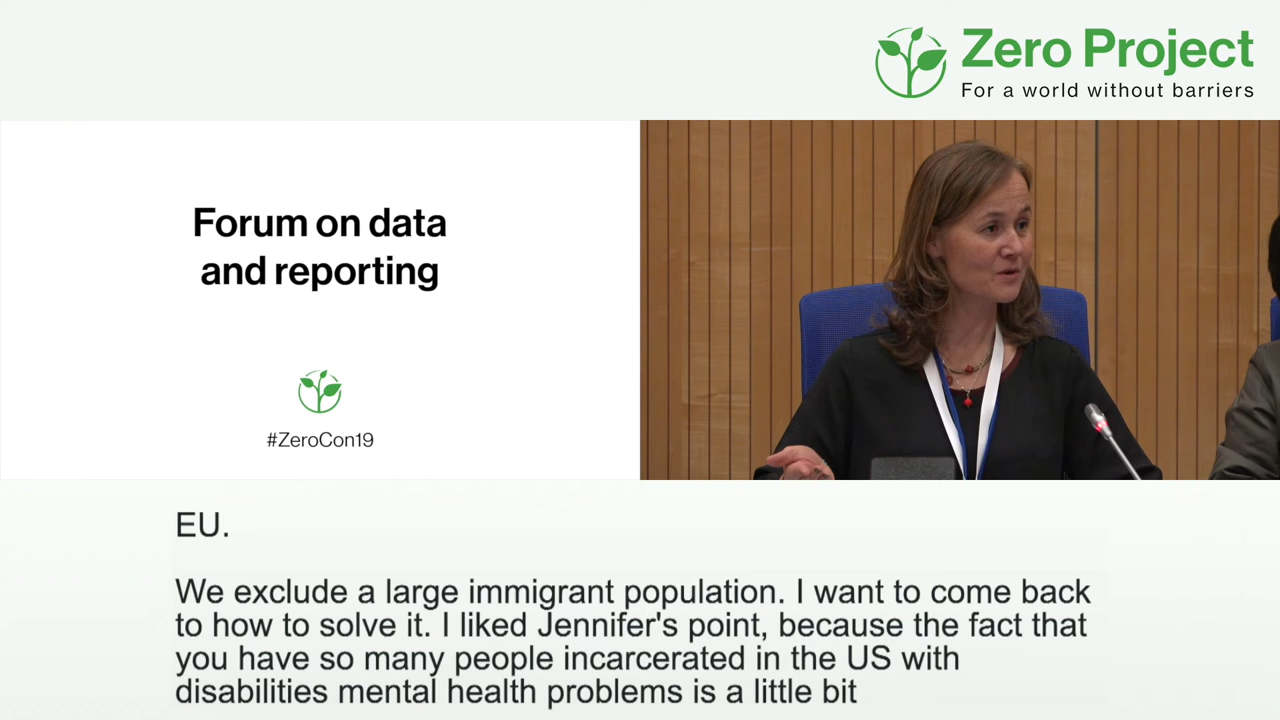 Zero Project
For a world without barriers
Forum on data
and reporting
#ZeroCon19
EU.
We exclude a large immigrant population. I want to come back
to how to solve it. I liked Jennifer's point, because the fact that
you have so many people incarcerated in the US with
disabilities mental health problems is a little bit